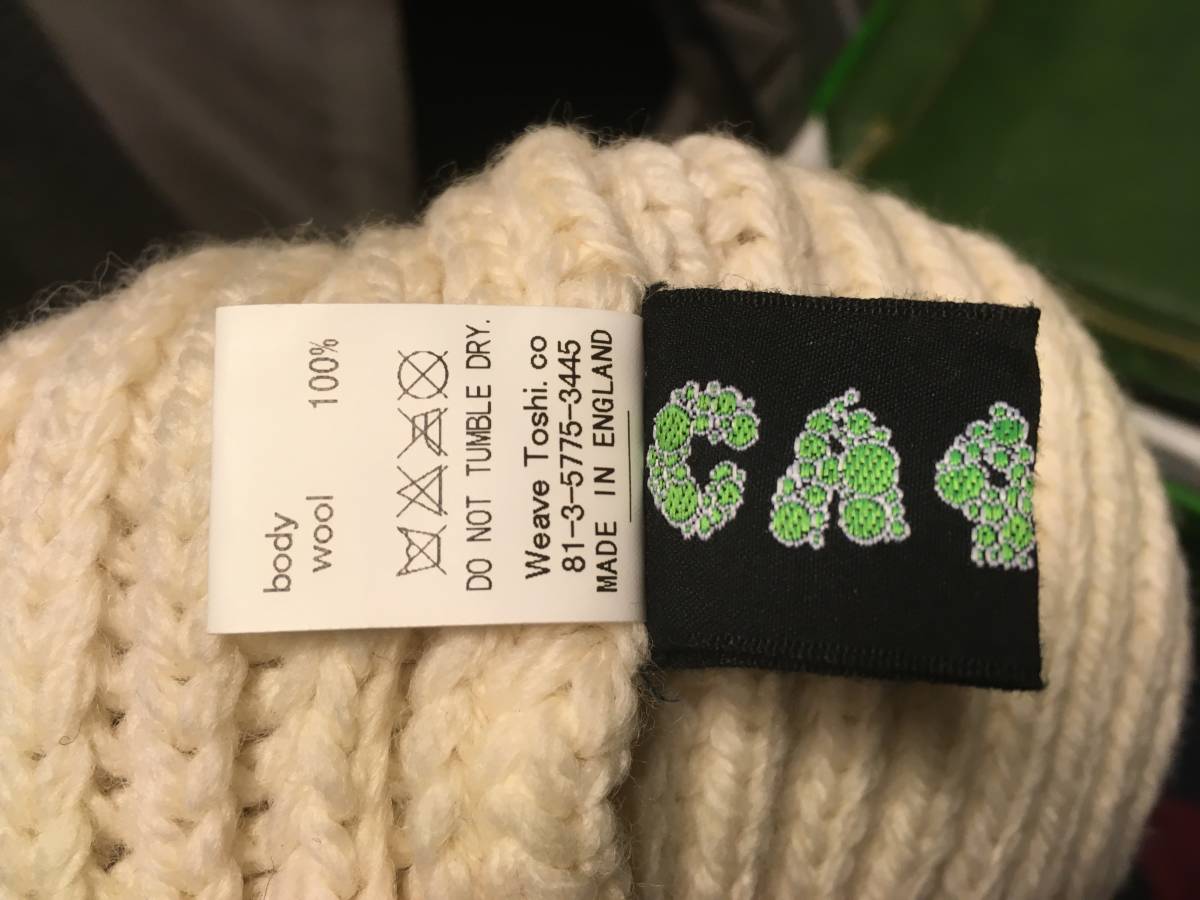 body
wool 100%
DO NOT TUMBLE DRY.
Weave Toshi. co
81-3-5775-3445
MADE IN ENGLAND
CA